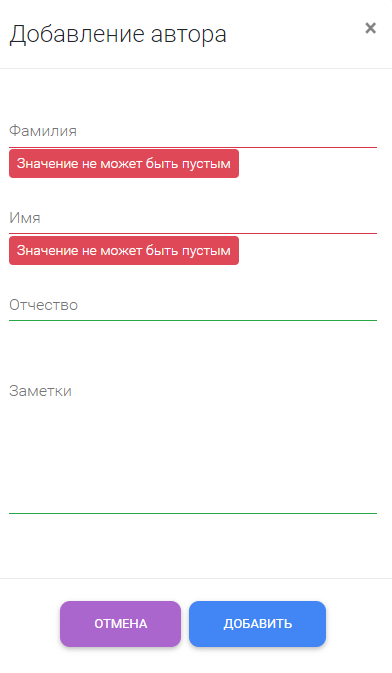 Добавление автора
×
Фамилия
Значение не может быть пустым
Имя
Значение не может быть пустым
Отчество
Заметки
ОТМЕНА
ДОБАВИТЬ